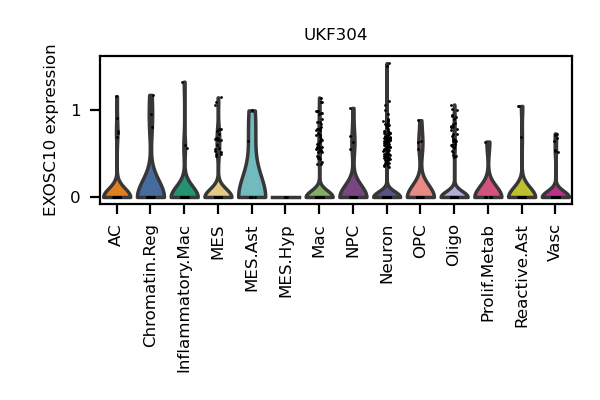 UKF304
EXOSC10 expression
1
0
AC
Chromatin.Reg
Inflammatory.Mac
MES
MES.Ast
MES.Hyp
Mac
NPC
Neuron
OPC
Oligo
Prolif.Metab
Reactive.Ast
Vasc